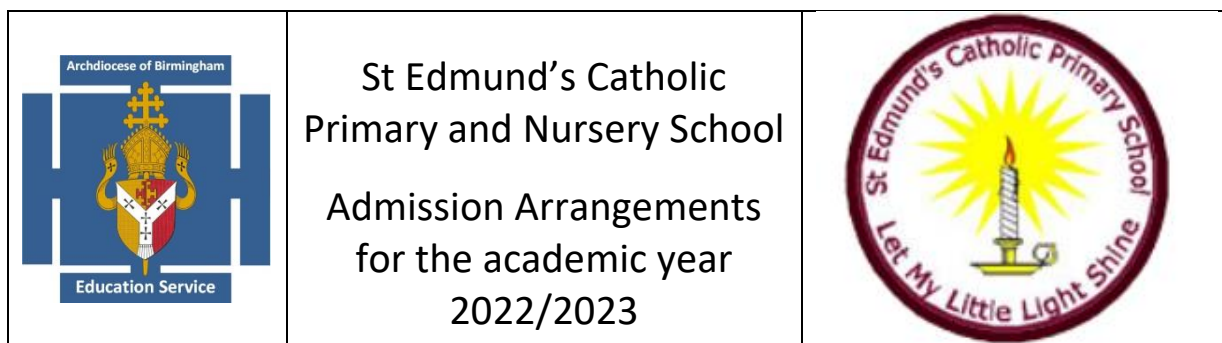 Archdiocese of Birmingham
Education Service
St Edmund’s Catholic
Primary and Nursery School
Admission Arrangements
for the academic year
2022/2023
St Edmund's Catholic Primary School
Let My Little Light Shine